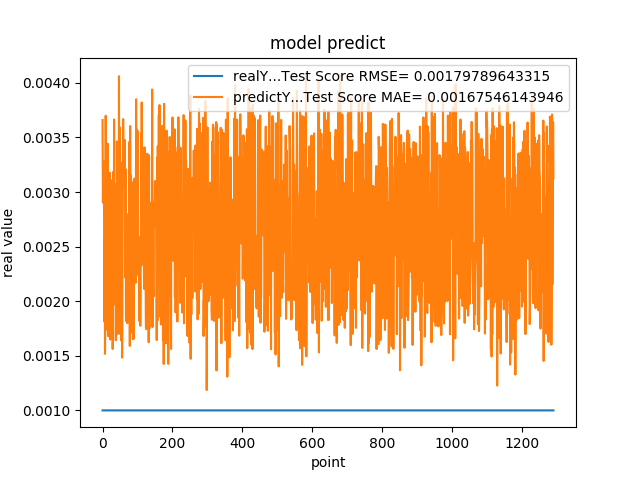 model predict
realY...Test Score RMSE= 0.00179789643315
predictY...Test Score MAE= 0.00167546143946
0.0040
0.0035
0.0030
0.0025
0.0020
0.0015
0.0010
real value
0 200 400 600 800 1000 1200
point